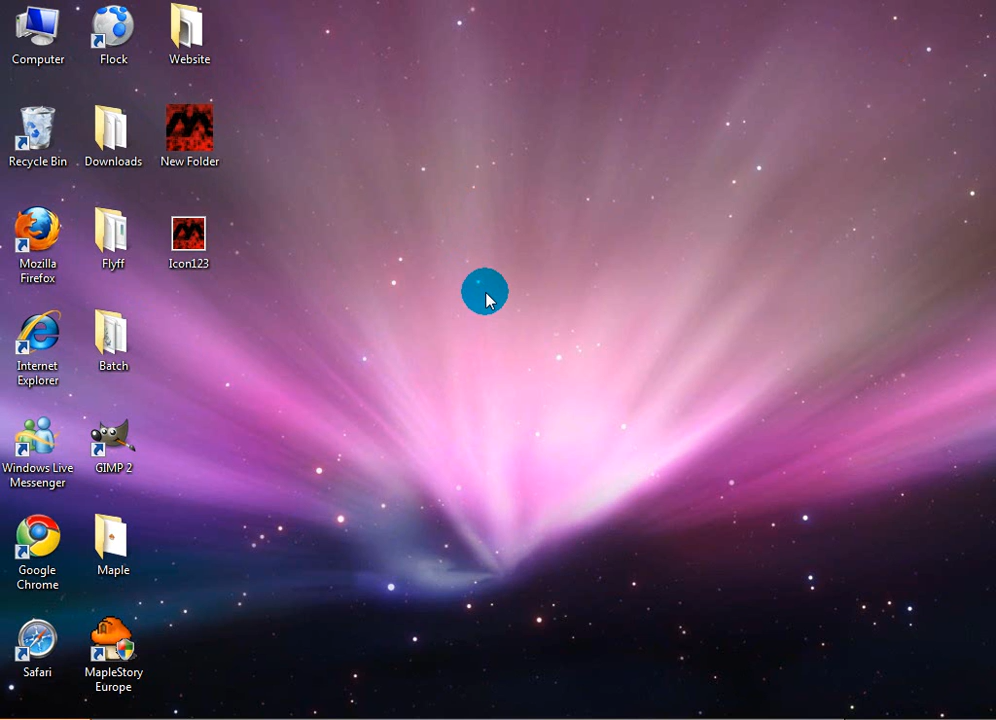 Computer
Flock
Website
Recycle Bin
Downloads
New Folder
Mozilla
Firefox
Flyff
Icon123
Internet
Explorer
Batch
Windows Live
Messenger
GIMP 2
Google
Chrome
Maple
Safari
MapleStory
Europe